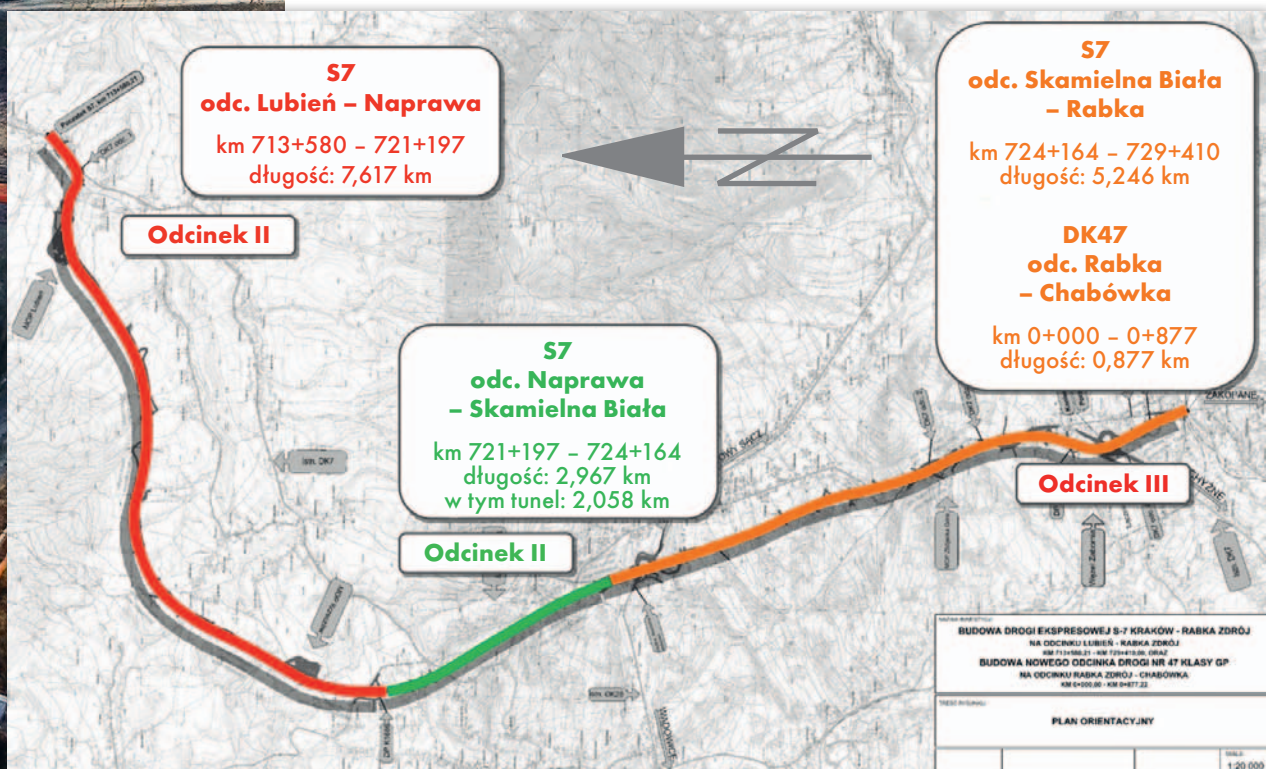 S7
odc. Lubień – Naprawa
km 713+580 – 721+197
długość: 7,617 km
Odcinek II
S7
odc. Naprawa
– Skamielna Biała
km 721+197 – 724+164
długość: 2,967 km
w tym tunel: 2,058 km
Odcinek II
S7
odc. Skamielna Biała
– Rabka
km 724+164 – 729+410
długość: 5,246 km
DK47
odc. Rabka
– Chabówka
km 0+000 – 0+877
długość: 0,877 km
Odcinek III
MOP Lubień
Istn. DK7
ZAKOPANE
BUDOWA DROGI EKSPRESOWEJ S-7 KRAKÓW - RABKA ZDRÓJ
NA ODCINKU LUBIEŃ - RABKA ZDRÓJ
BUDOWA NOWEGO ODCINKA DROGI NR 47 KLASY GP
NA ODCINKU RABKA ZDRÓJ - CHABÓWKA
PLAN ORIENTACYJNY
1:20 000